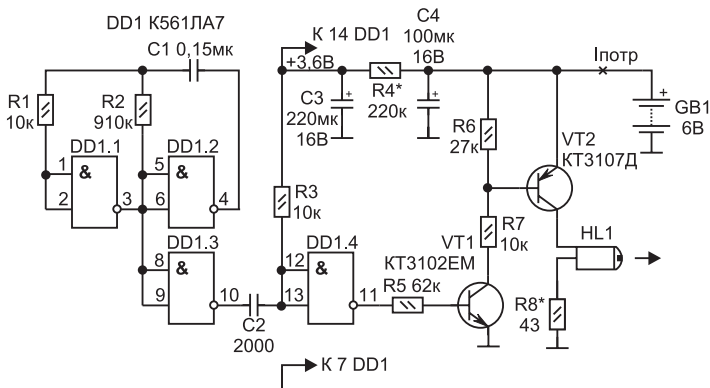 DD1 К561ЛА7
C1 0,15мк
К 14 DD1
C4
100мк
16В
+3,6В
Iпотр
R1
10к
R2
910к
C3
220мк
16В
R4*
220к
+
+
+
GB1
6В
R6
27к
VT2
КТ3107Д
DD1.1
DD1.2
1
&
2
3
5
&
6
4
R3
10к
R7
10к
HL1
DD1.3
DD1.4
VT1
КТ3102ЕМ
8
&
9
10
12
&
13
11
R5 62к
R8*
43
C2
2000
К 7 DD1